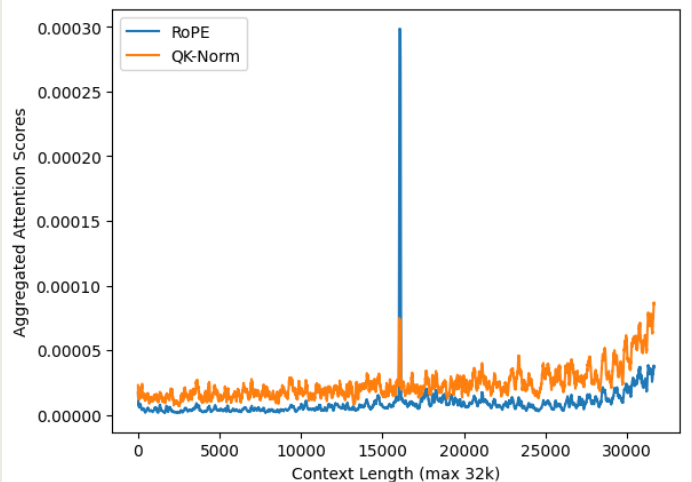 0.00030
0.00025
0.00020
0.00015
0.00010
0.00005
0.00000
Aggregated Attention Scores
RoPE
QK-Norm
0 5000 10000 15000 20000 25000 30000
Context Length (max 32k)